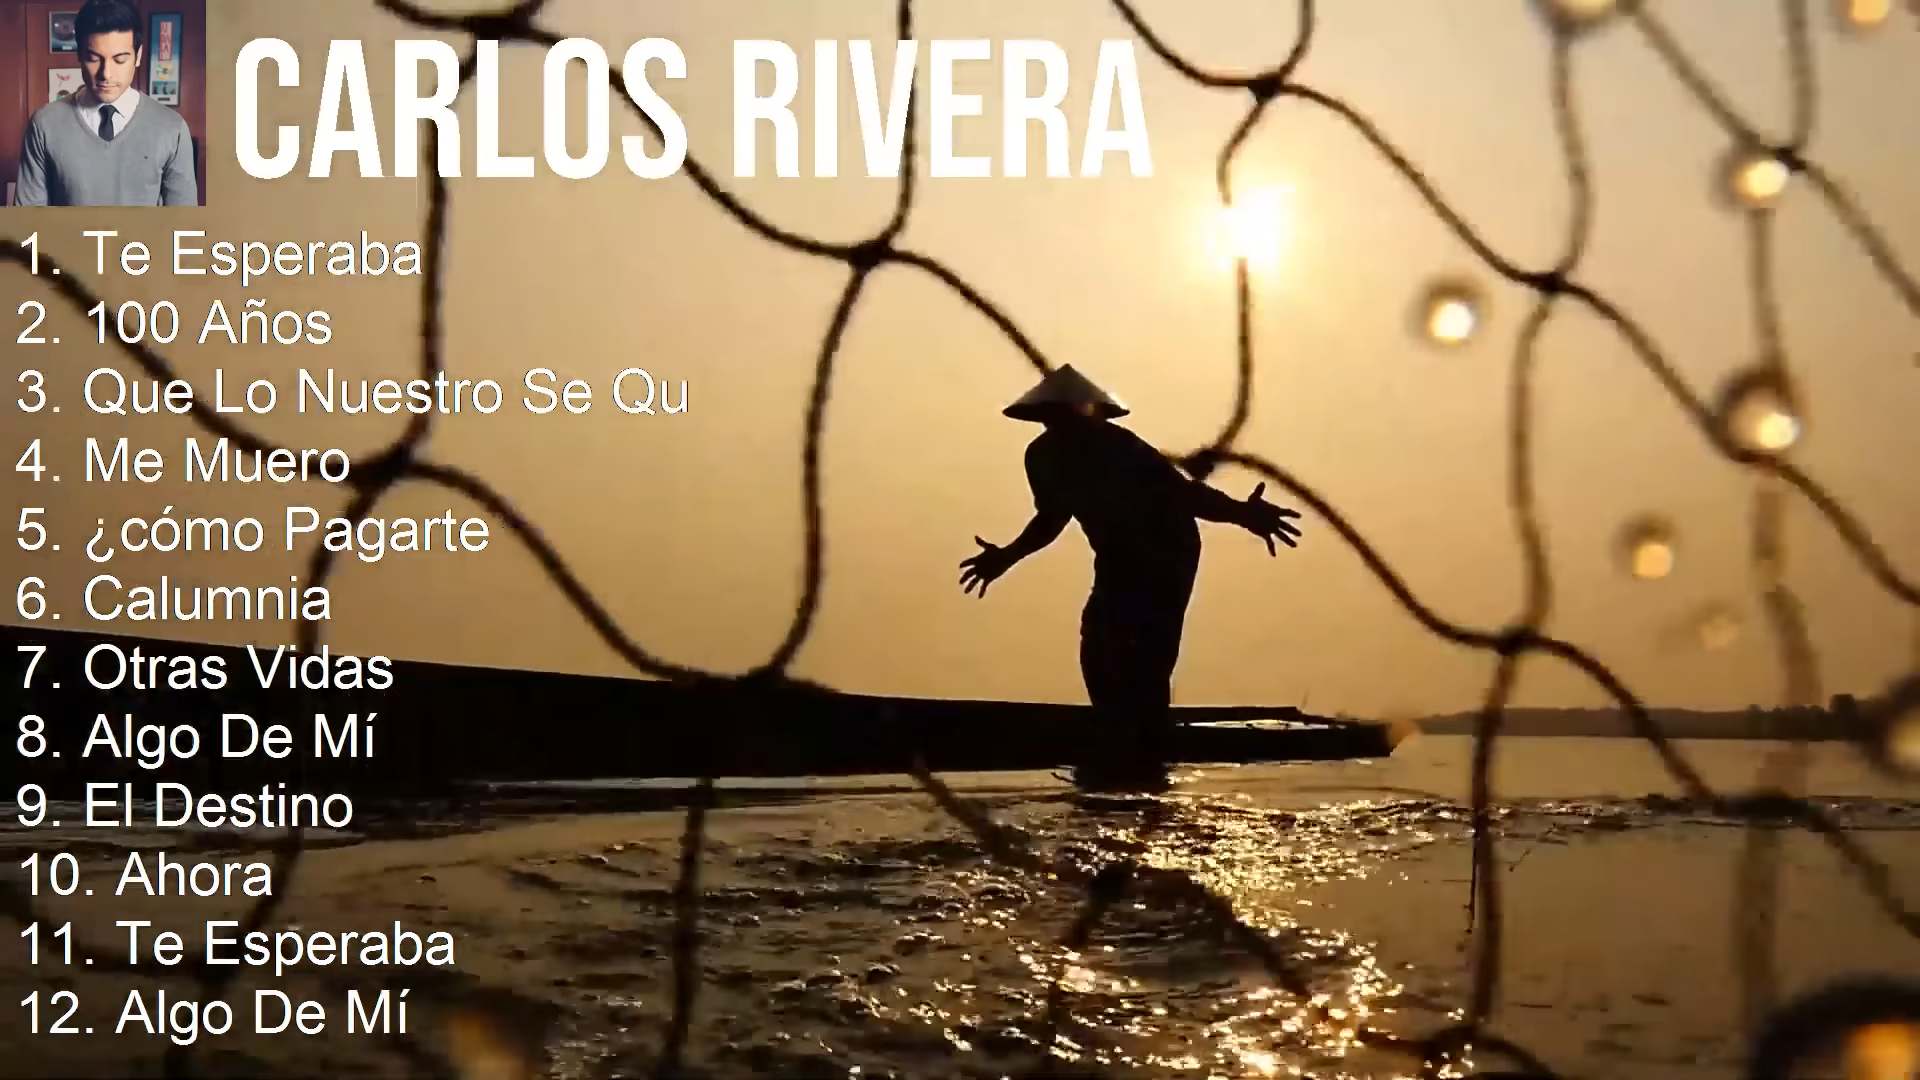 CARLOS RIVERA
1. Te Esperaba
2. 100 Años
3. Que Lo Nuestro Se Qu
4. Me Muero
5. ¿cómo Pagarte
6. Calumnia
7. Otras Vidas
8. Algo De Mí
9. El Destino
10. Ahora
11. Te Esperaba
12. Algo De Mí